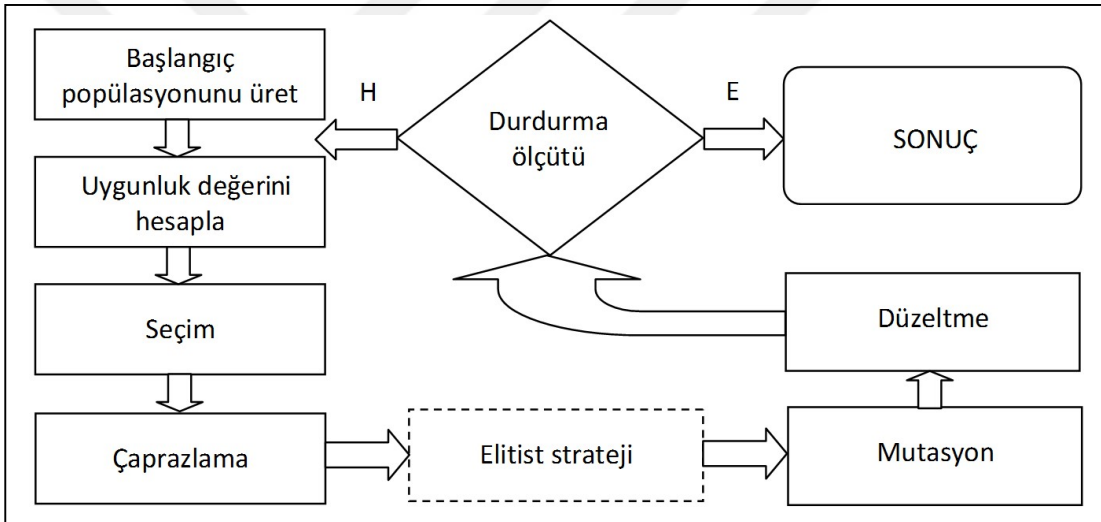 Başlangıç
popülasyonunu üret
H
Durdurma
ölçütü
E
SONUÇ
Uygunluk değerini
hesapla
Seçim
Düzeltme
Çaprazlama
Elitist strateji
Mutasyon